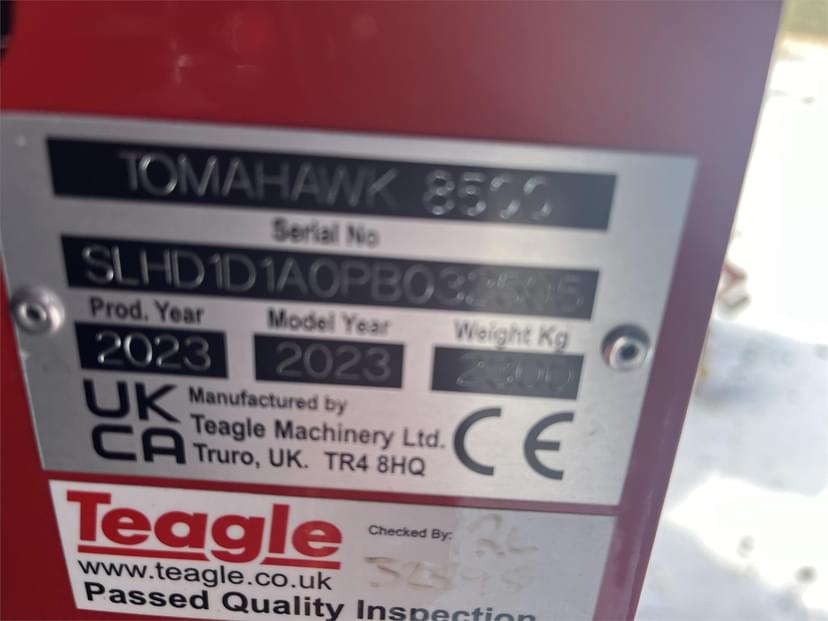 TOMAHAWK 8500
Serial No
Prod. Year Model Year Weight Kg
2023 2023
UK
CA
Manufactured by
Teagle Machinery Ltd.
Truro, UK. TR4 8HQ
CE
Teagle
Checked By:
www.teagle.co.uk
Passed Quality Inspection